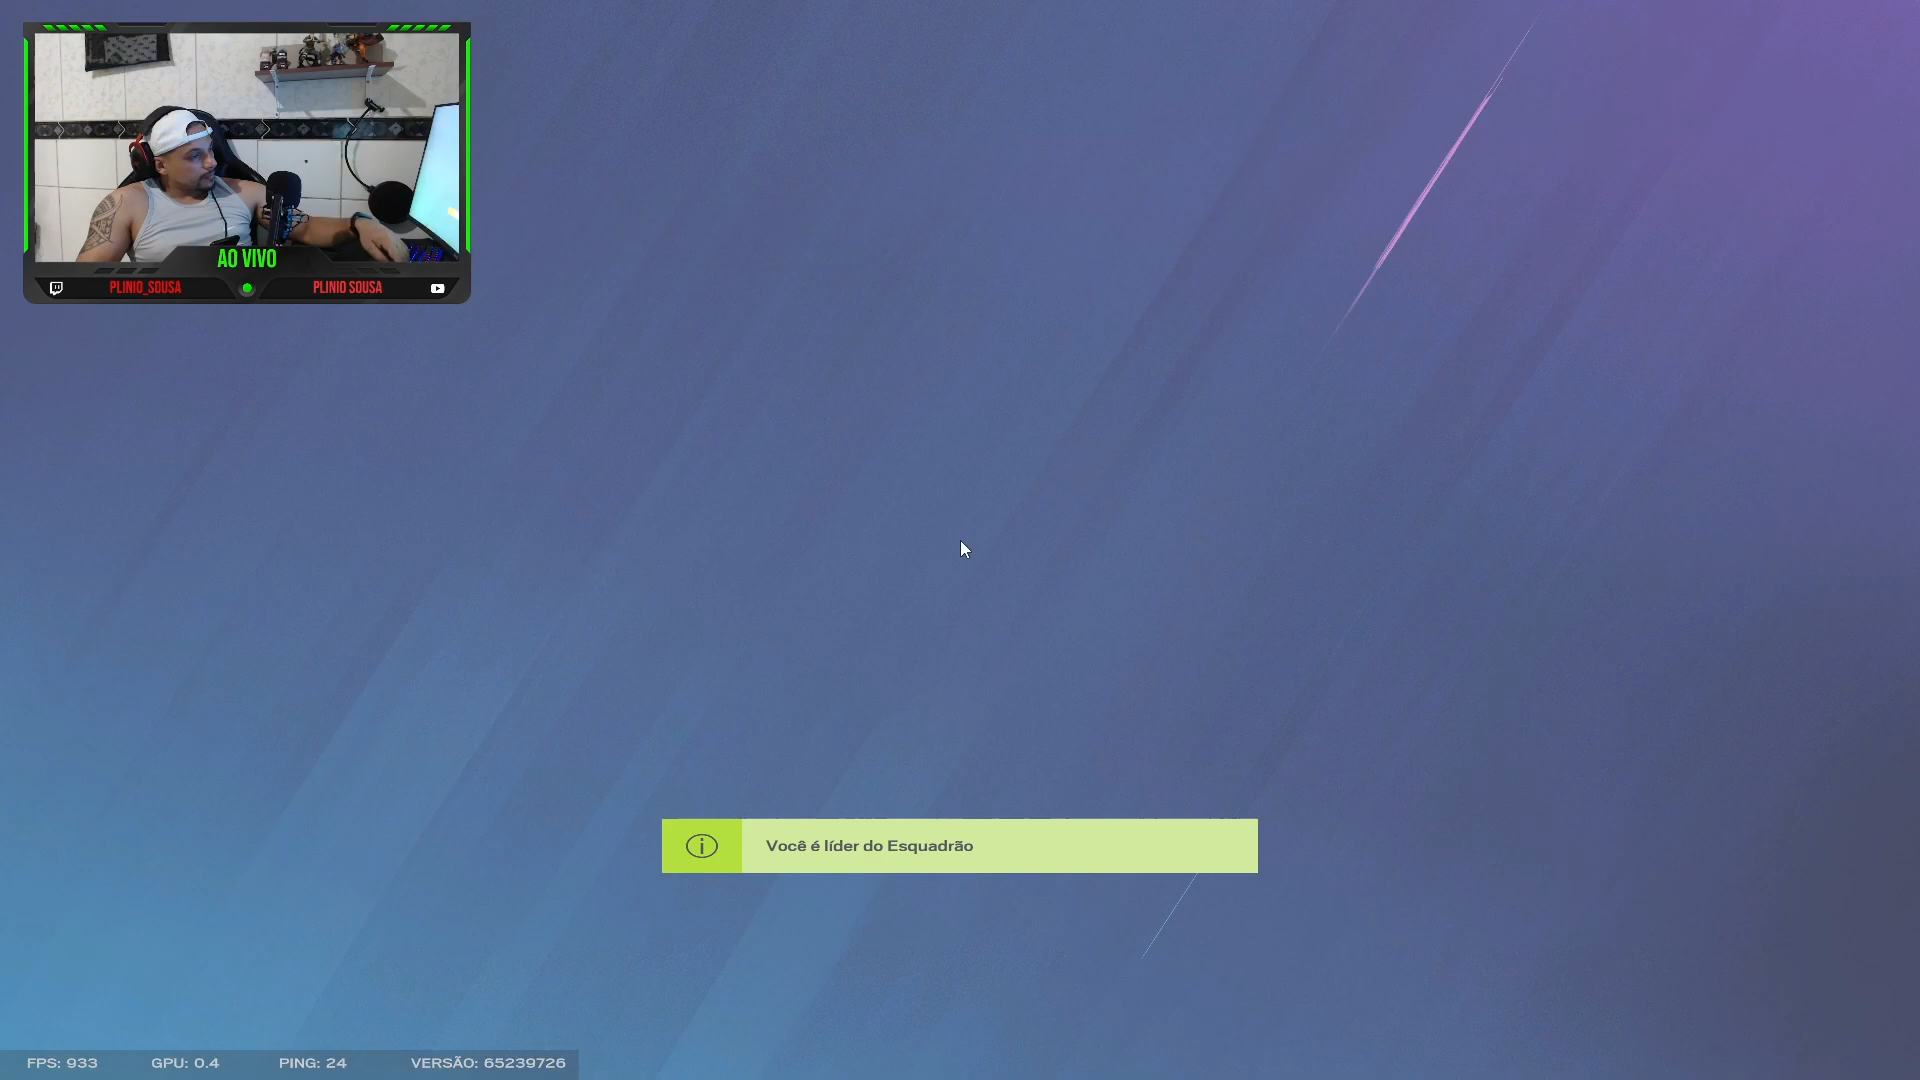 AO VIVO
PLINIO_SOUSA
PLINIO SOUSA
Você é líder do Esquadrão
FPS: 933 GPU: 0.4 PING: 24 VERSÃO: 65239726